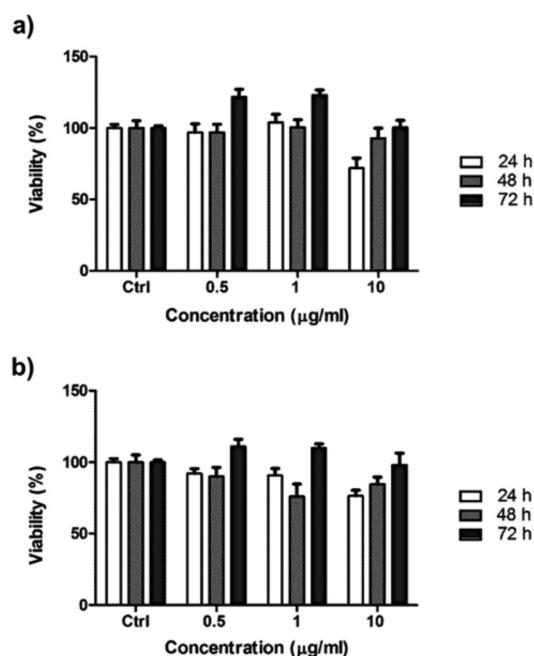 a)
150
100
50
0
Viability (%)
Ctrl 0.5 1 10
Concentration (μg/ml)
24 h
48 h
72 h
b)
150
100
50
0
Viability (%)
Ctrl 0.5 1 10
Concentration (μg/ml)
24 h
48 h
72 h